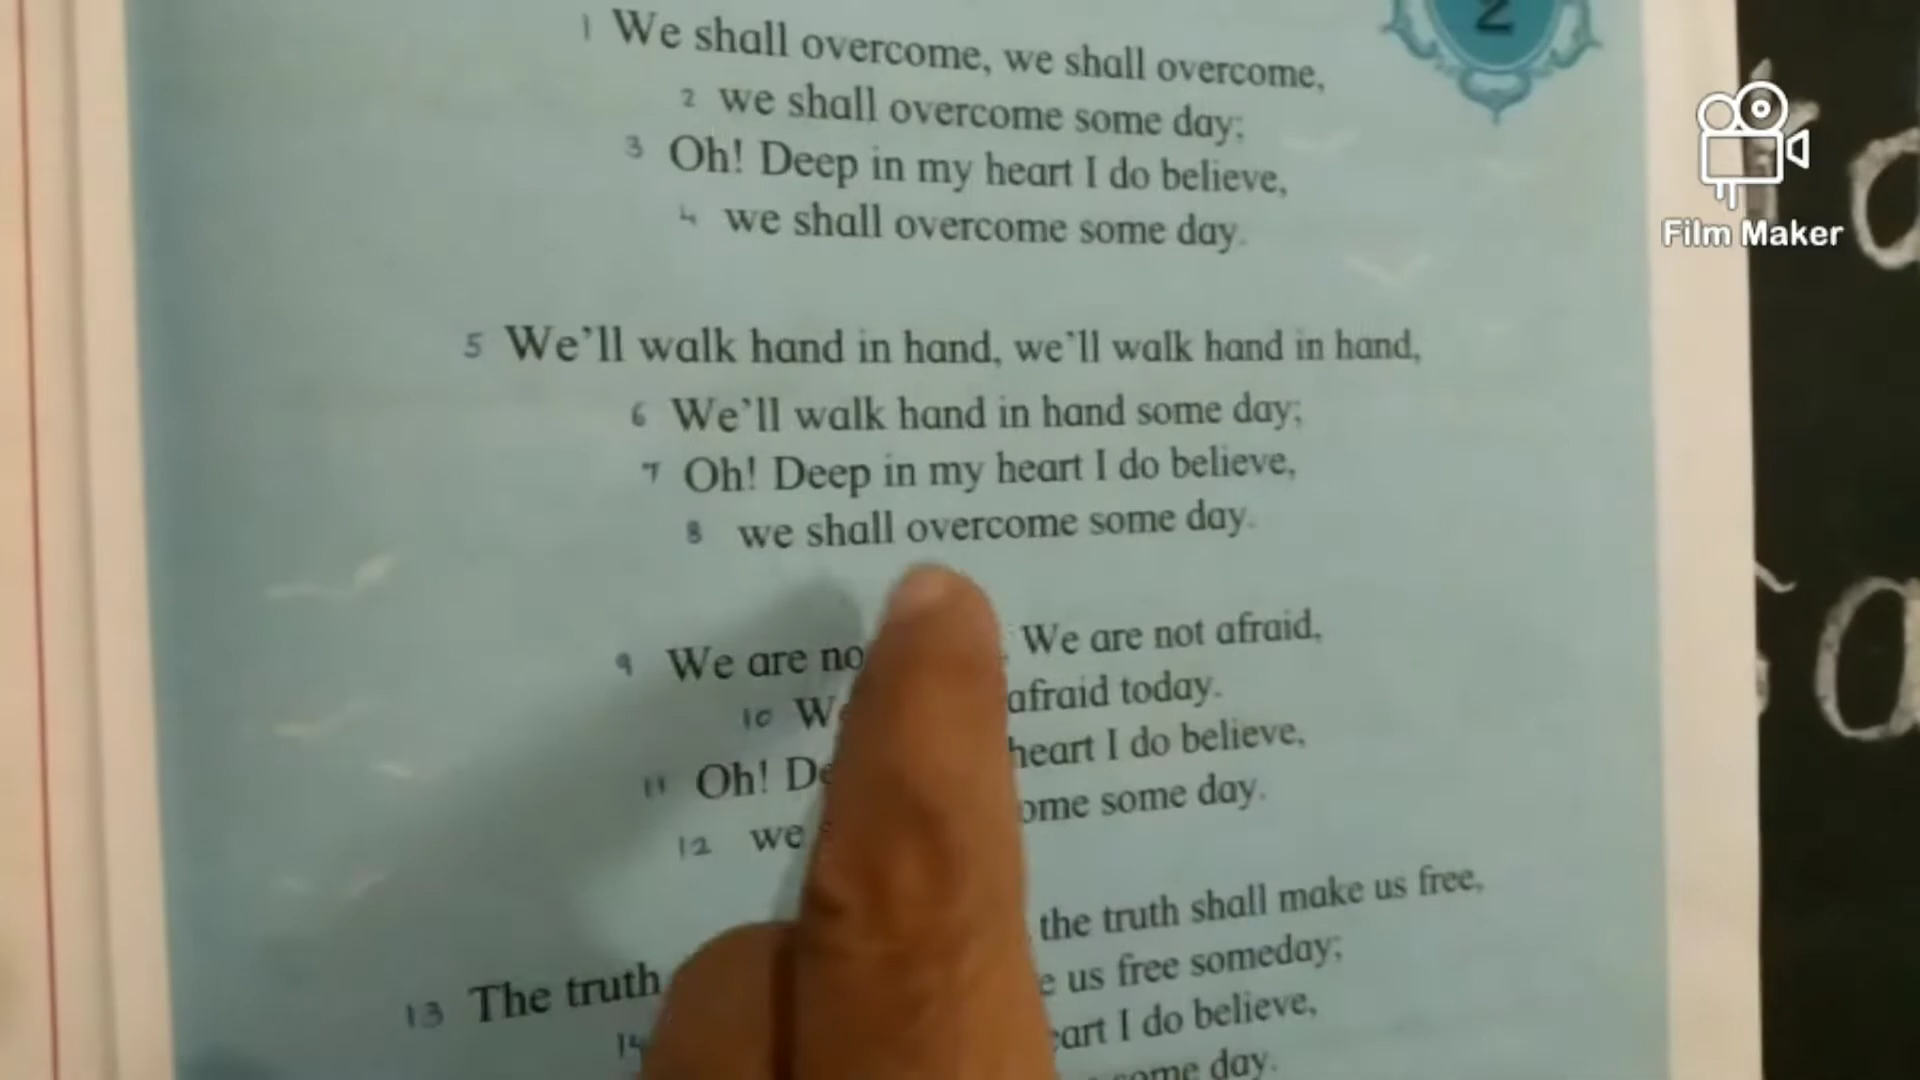 2
1 We shall overcome, we shall overcome,
2 we shall overcome some day;
3 Oh! Deep in my heart I do believe,
4 we shall overcome some day.
5 We'll walk hand in hand, we'll walk hand in hand,
6 We'll walk hand in hand some day;
7 Oh! Deep in my heart I do believe,
8 we shall overcome some day.
9 We are We are not afraid,
10 afraid today.
11 Oh! heart I do believe,
12 we some day.
13 The truth the truth shall make us free,
14 us free someday;
I do believe,
day.
Film Maker